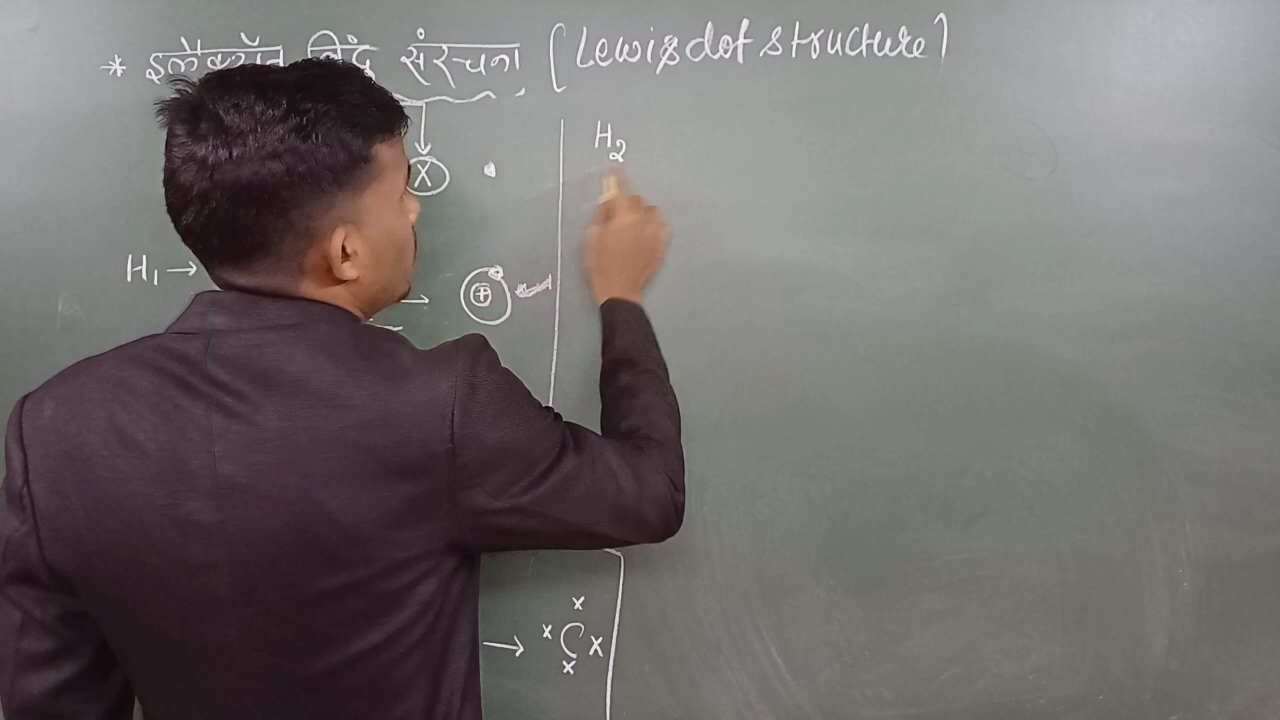 * इलेक्ट्रॉन बिंदु संरचना (Lewis dot structure)
X •
H₁ →
→ +
H₂
→ x x C x x